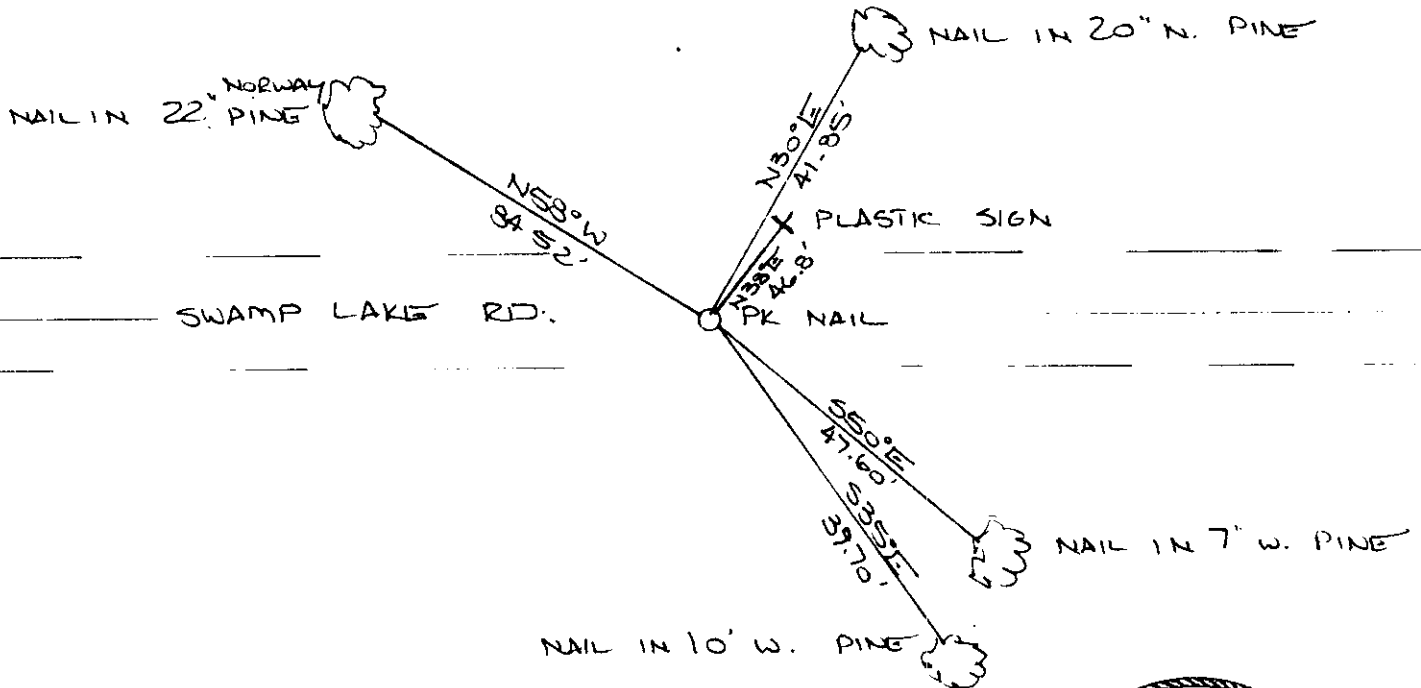 NAIL IN 20" N. PINE
NORWAY
NAIL IN 22" PINE
N30°E
41.85'
N58°W
84.52'
PLASTIC SIGN
N38°E
46.8'
SWAMP LAKE RD.
PK NAIL
S50°E
47.60'
S35°E
39.70'
NAIL IN 7" W. PINE
NAIL IN 10' W. PINE